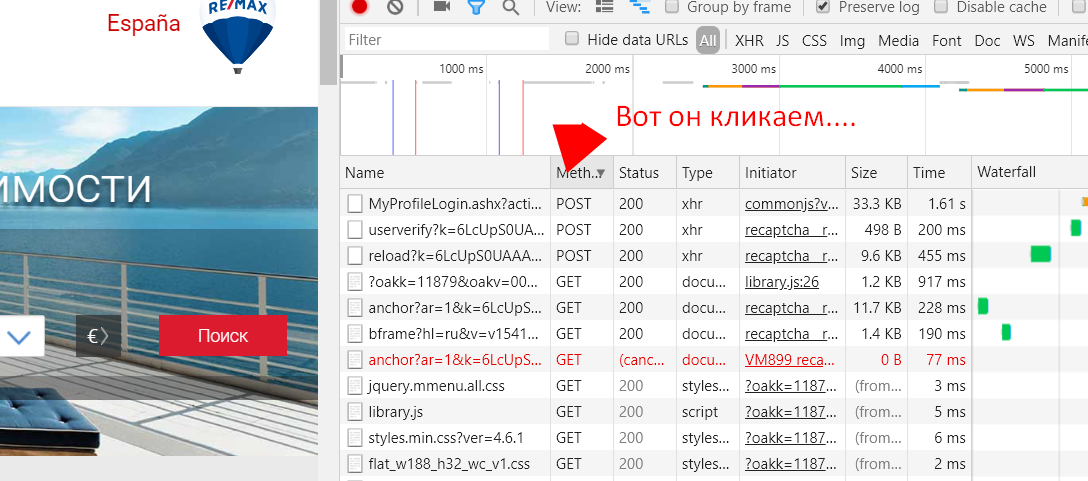 España
RE/MAX
View:
Group by frame
Preserve log
Disable cache
Filter
Hide data URLs
All
XHR JS CSS Img Media Font Doc WS Manife
1000 ms 2000 ms 3000 ms 4000 ms 5000 ms
Вот он кликаем....
Name Meth... Status Type Initiator Size Time Waterfall
MyProfileLogin.ashx?acti... POST 200 xhr commonjs?v... 33.3 KB 1.61 s
userverify?k=6LcUpS0UA... POST 200 xhr recaptcha__r... 498 B 200 ms
reload?k=6LcUpS0UAAA... POST 200 xhr recaptcha__r... 9.6 KB 455 ms
?oakk=11879&oakv=00... GET 200 docu... library.js:26 1.2 KB 917 ms
anchor?ar=1&k=6LcUpS... GET 200 docu... recaptcha__r... 11.7 KB 228 ms
bframe?hl=ru&v=v1541... GET 200 docu... recaptcha__r... 1.4 KB 190 ms
anchor?ar=1&k=6LcUpS... GET (canc... docu... VM899 reca... 0 B 77 ms
jquery.mmenu.all.css GET 200 styles... ?oakk=1187... (from... 3 ms
library.js GET 200 script ?oakk=1187... (from... 5 ms
styles.min.css?ver=4.6.1 GET 200 styles... ?oakk=1187... (from... 6 ms
flat_w188_h32_wc_v1.css GET 200 styles... ?oakk=1187... (from... 2 ms
имости
€
Поиск